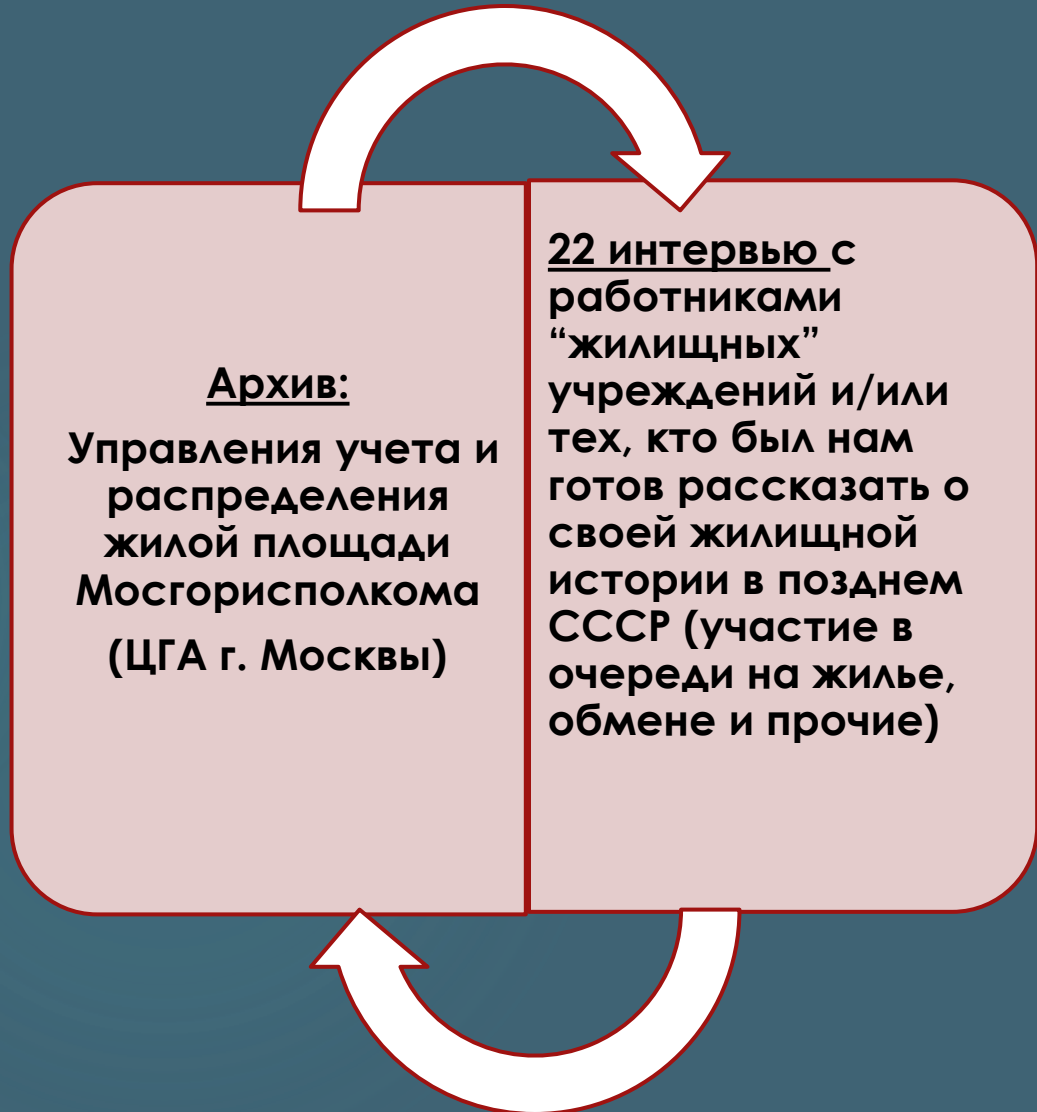 Архив:
Управления учета и
распределения
жилой площади
Мосгорисполкома
(ЦГА г. Москвы)
22 интервью с
работниками
“жилищных”
учреждений и/или
тех, кто был нам
готов рассказать о
своей жилищной
истории в позднем
СССР (участие в
очереди на жилье,
обмене и прочие)